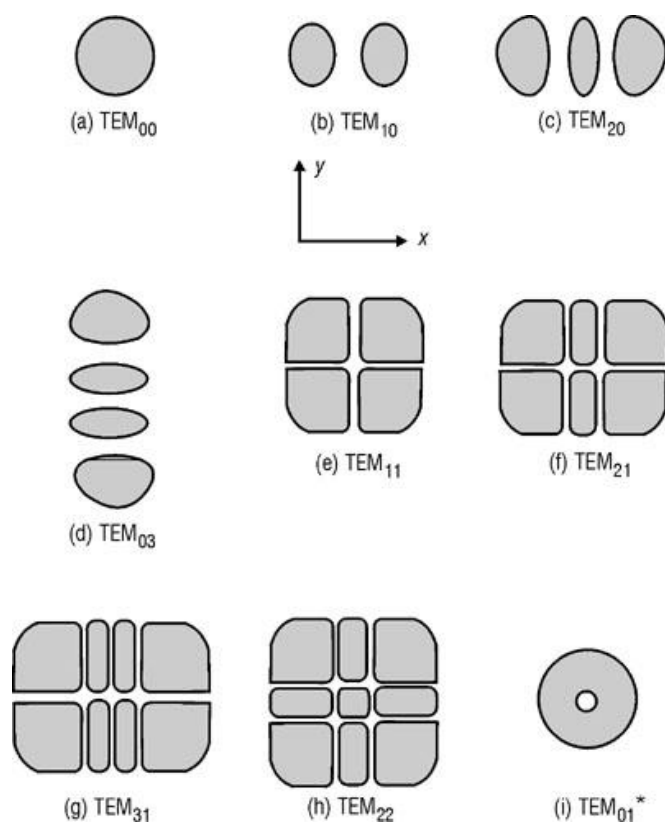 (a) TEM₀₀
(b) TEM₁₀
(c) TEM₂₀
y
x
(d) TEM₀₃
(e) TEM₁₁
(f) TEM₂₁
(g) TEM₃₁
(h) TEM₂₂
(i) TEM₀₁*